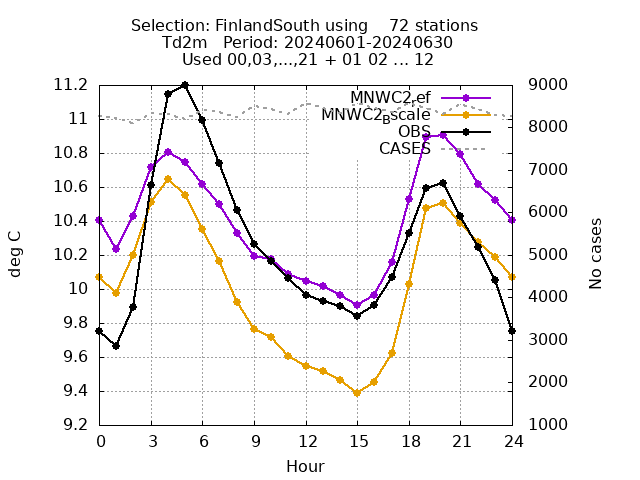 Selection: FinlandSouth using 72 stations
Td2m Period: 20240601-20240630
Used 00,03,...,21 + 01 02 ... 12
MNWC2ref
MNWC2Bscale
OBS
CASES
deg C
11.2
11
10.8
10.6
10.4
10.2
10
9.8
9.6
9.4
9.2
No cases
9000
8000
7000
6000
5000
4000
3000
2000
1000
0 3 6 9 12 15 18 21 24
Hour